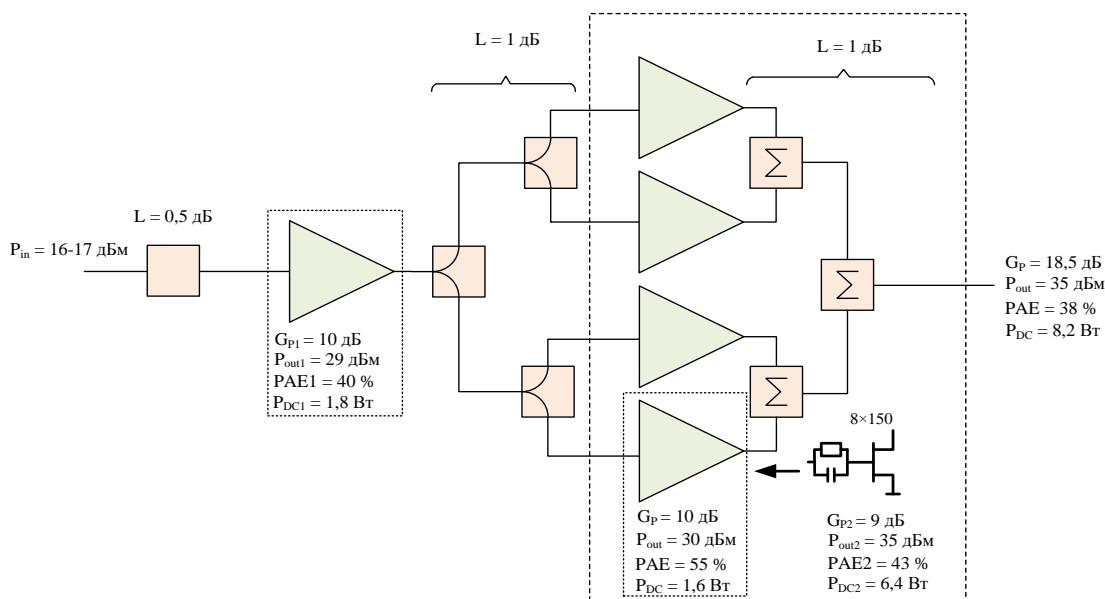 L = 1 дБ
L = 1 дБ
L = 0,5 дБ
P_in = 16-17 дБм
G_P = 18,5 дБ
P_out = 35 дБм
PAE = 38 %
P_DC = 8,2 Вт
G_P1 = 10 дБ
P_out1 = 29 дБм
PAE1 = 40 %
P_DC1 = 1,8 Вт
Σ
Σ
Σ
8×150
G_P = 10 дБ
P_out = 30 дБм
PAE = 55 %
P_DC = 1,6 Вт
G_P2 = 9 дБ
P_out2 = 35 дБм
PAE2 = 43 %
P_DC2 = 6,4 Вт